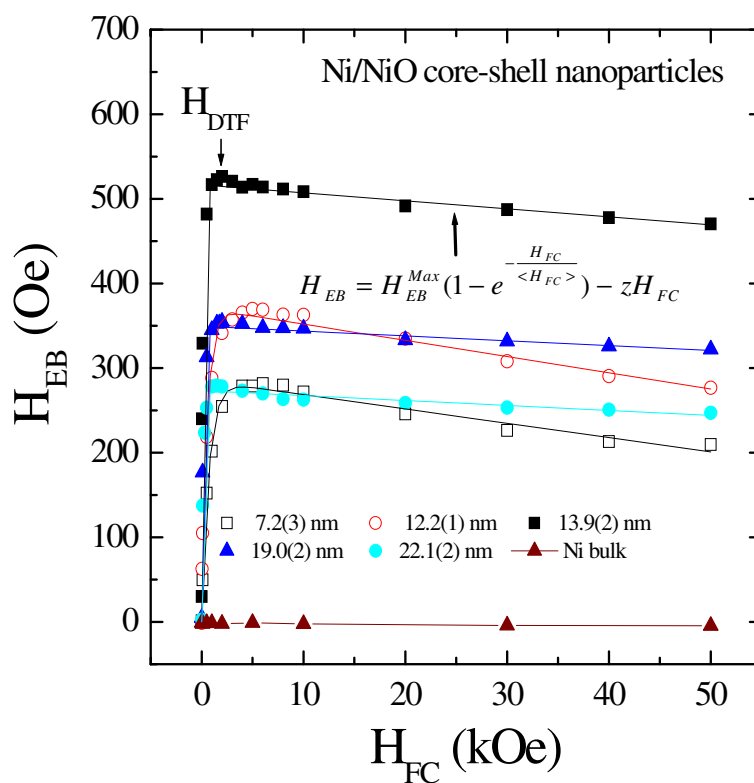 700
600
500
400
300
200
100
0
H_EB (Oe)
Ni/NiO core-shell nanoparticles
H_DTF
H_EB = H_EB^Max (1 - e^{-H_FC/<H_FC>}) - zH_FC
7.2(3) nm 12.2(1) nm 13.9(2) nm
19.0(2) nm 22.1(2) nm Ni bulk
0 10 20 30 40 50
H_FC (kOe)